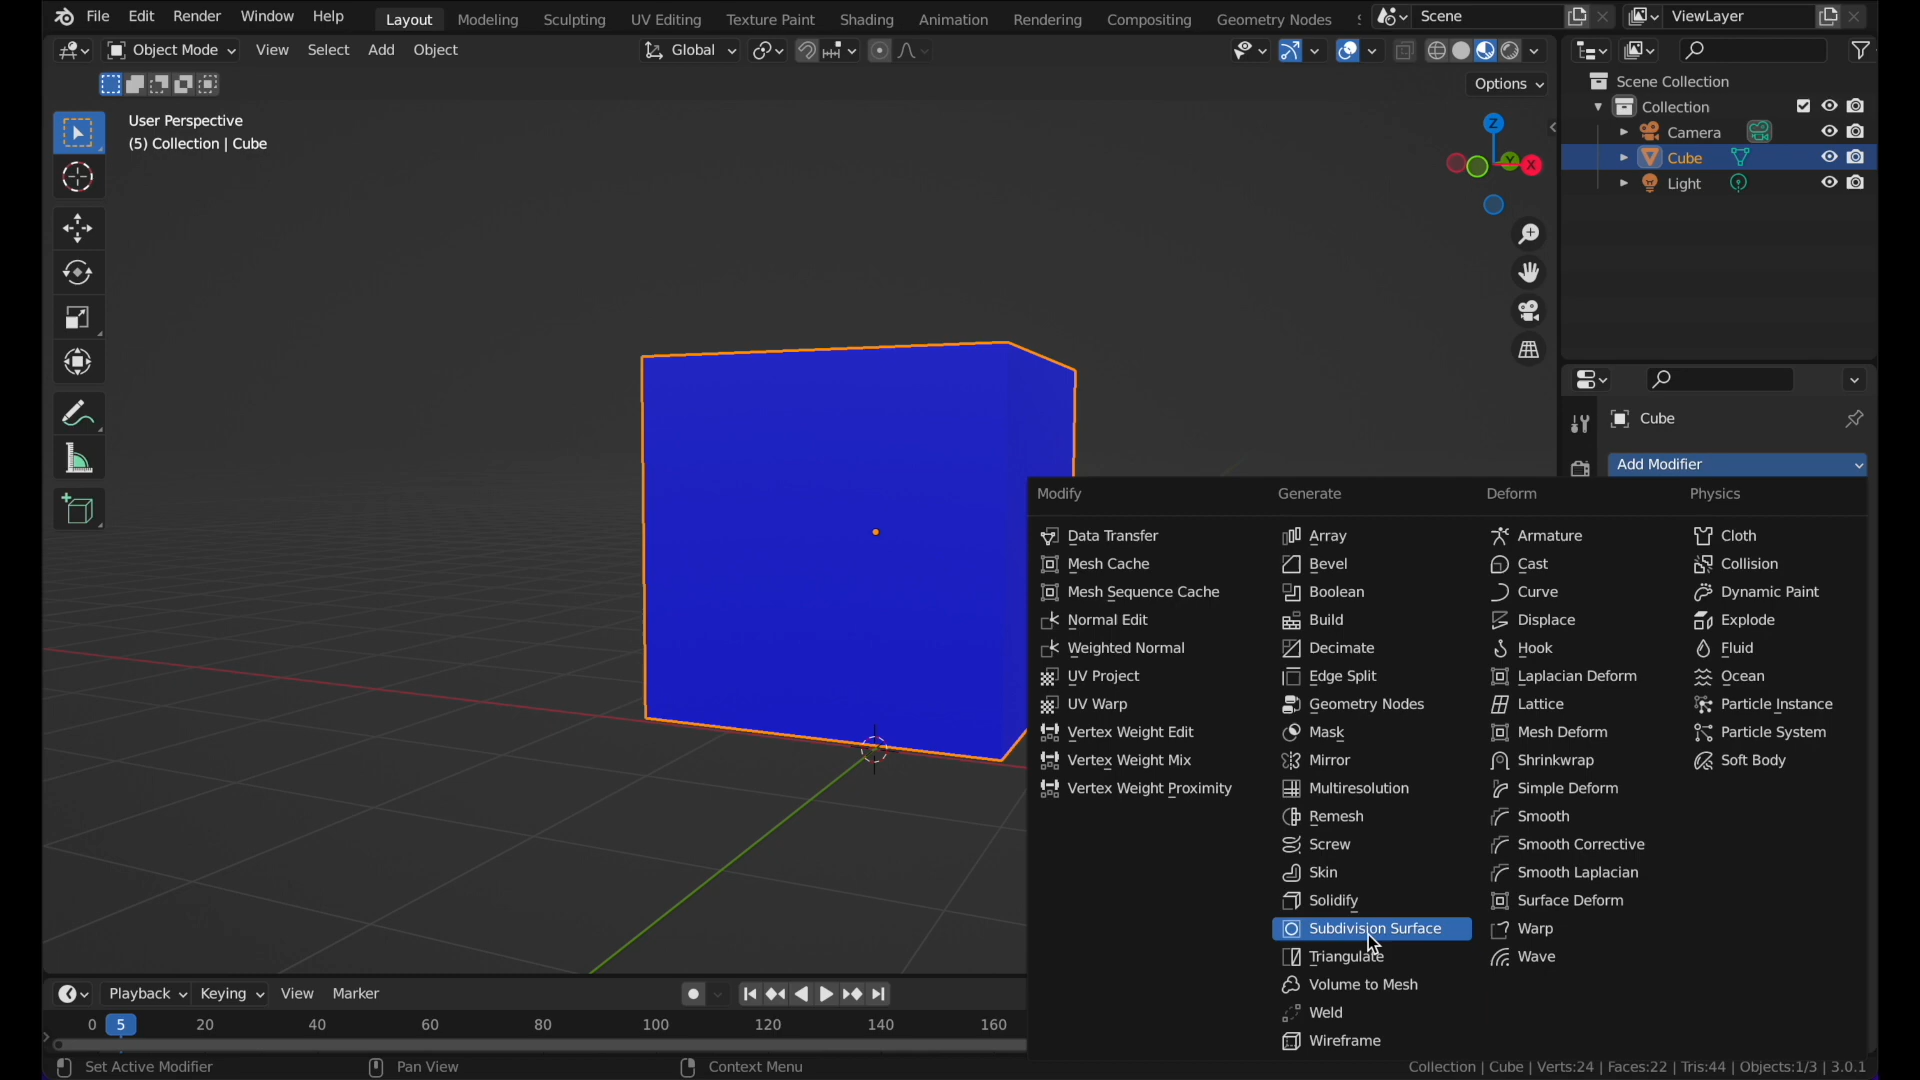 File Edit Render Window Help Layout Modeling Sculpting UV Editing Texture Paint Shading Animation Rendering Compositing Geometry Nodes Scene ViewLayer
Object Mode View Select Add Object Global
Options
User Perspective
(5) Collection | Cube
Z
Y
X
Scene Collection
Collection
Camera
Cube
Light
Cube
Add Modifier
Modify Generate Deform Physics
Data Transfer Array Armature Cloth
Mesh Cache Bevel Cast Collision
Mesh Sequence Cache Boolean Curve Dynamic Paint
Normal Edit Build Displace Explode
Weighted Normal Decimate Hook Fluid
UV Project Edge Split Laplacian Deform Ocean
UV Warp Geometry Nodes Lattice Particle Instance
Vertex Weight Edit Mask Mesh Deform Particle System
Vertex Weight Mix Mirror Shrinkwrap Soft Body
Vertex Weight Proximity Multiresolution Simple Deform
Remesh Smooth
Screw Smooth Corrective
Skin Smooth Laplacian
Solidify Surface Deform
Subdivision Surface Warp
Triangulate Wave
Volume to Mesh
Weld
Wireframe
Playback Keying View Marker
0 5 20 40 60 80 100 120 140 160
Set Active Modifier Pan View Context Menu Collection | Cube | Verts:24 | Faces:22 | Tris:44 | Objects:1/3 | 3.0.1